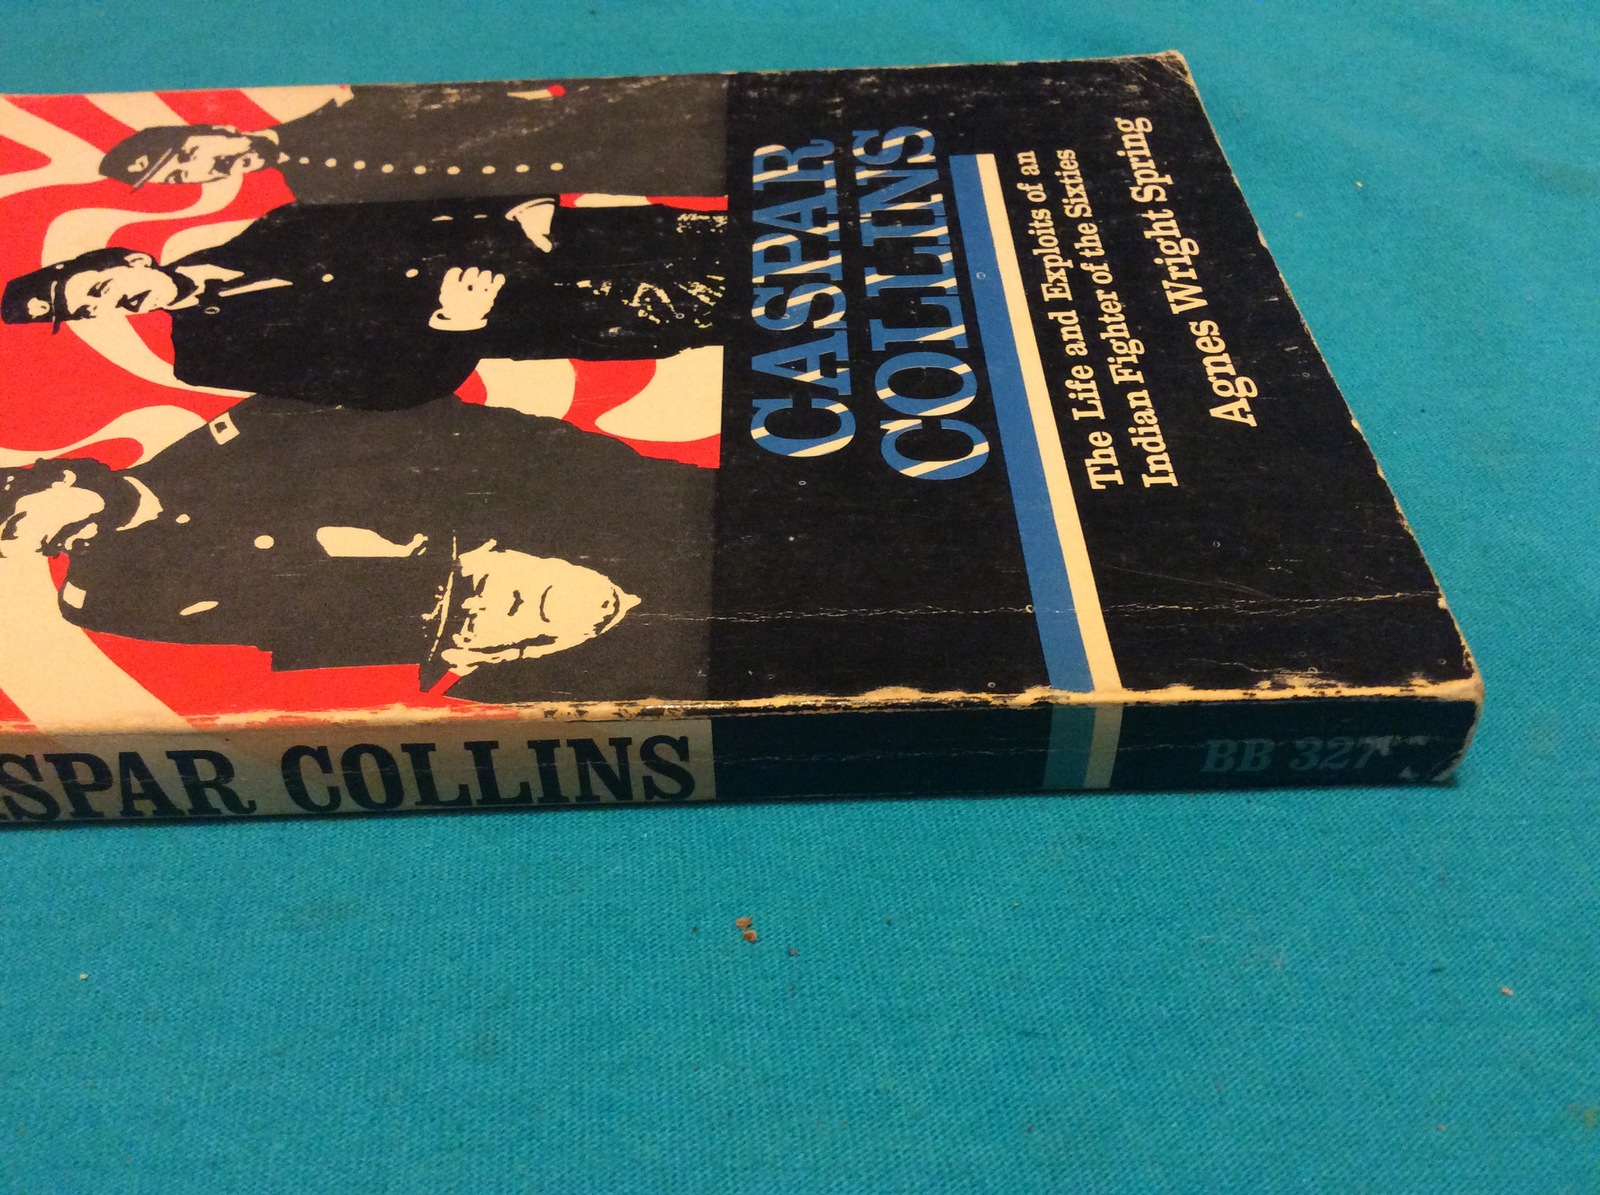 CASPAR
COLLINS
The Life and Exploits of an
Indian Fighter of the Sixties
Agnes Wright Spring
SPAR COLLINS
BB 327